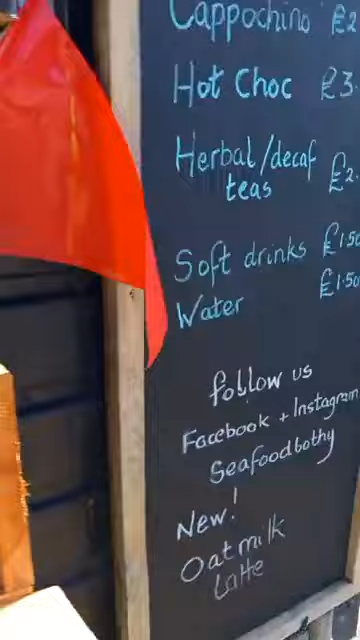 Cappochino £2
Hot Choc £3.
Herbal/decaf
teas £2.
Soft drinks £1.50
Water £1.50
follow us
Facebook + Instagram
Seafoodbothy
New!
Oatmilk
Latte